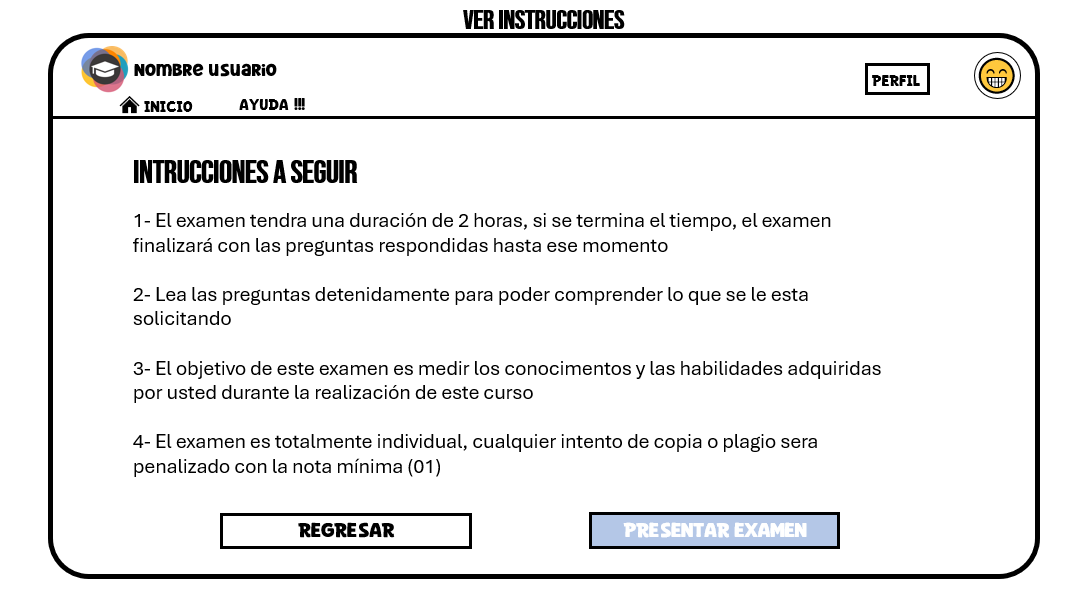 VER INSTRUCCIONES
Nombre usuario
PERFIL
INICIO
AYUDA !!!
INTRUCCIONES A SEGUIR
1- El examen tendra una duración de 2 horas, si se termina el tiempo, el examen
finalizará con las preguntas respondidas hasta ese momento
2- Lea las preguntas detenidamente para poder comprender lo que se le esta
solicitando
3- El objetivo de este examen es medir los conocimentos y las habilidades adquiridas
por usted durante la realización de este curso
4- El examen es totalmente individual, cualquier intento de copia o plagio sera
penalizado con la nota mínima (01)
REGRESAR
PRESENTAR EXAMEN